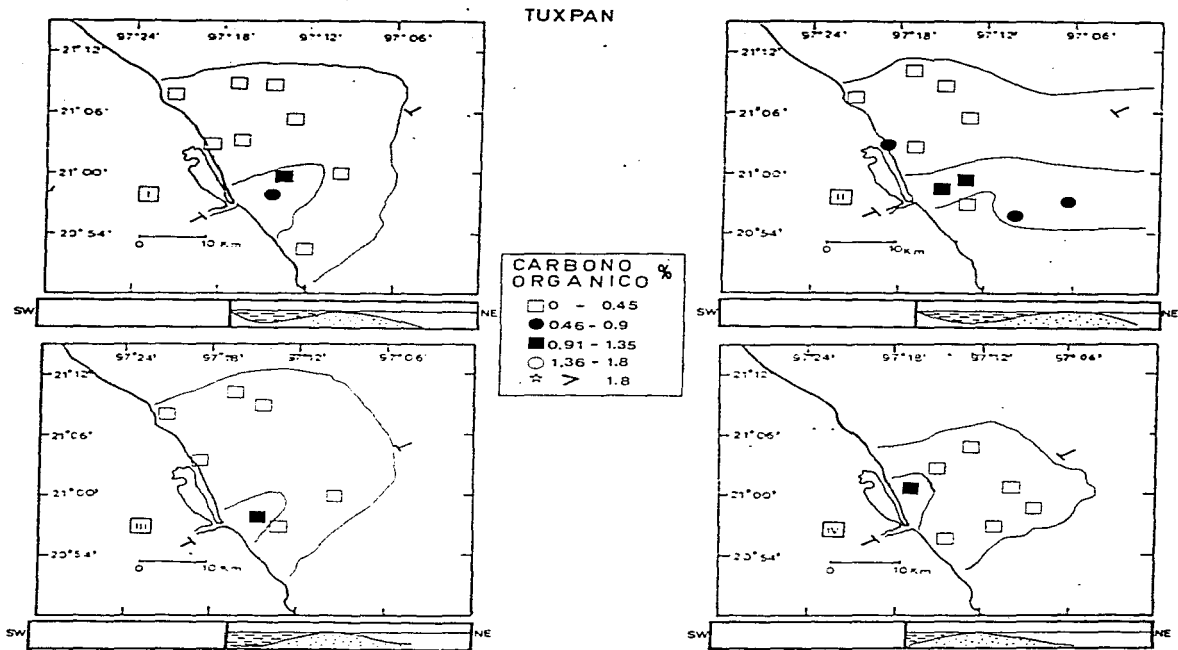 TUXPAN
97°24' 97°18' 97°12' 97°06'
21°12'
21°06'
21°00'
20°54'
I
0 10 Km
SW NE
97°24' 97°18' 97°12' 97°06'
21°12'
21°06'
21°00'
20°54'
II
0 10 Km
SW NE
CARBONO %
ORGANICO
0 - 0.45
0.46 - 0.9
0.91 - 1.35
1.36 - 1.8
> 1.8
97°24' 97°18' 97°12' 97°06'
21°12'
21°06'
21°00'
20°54'
III
0 10 Km
SW NE
97°24' 97°18' 97°12' 97°06'
21°12'
21°06'
21°00'
20°54'
IV
0 10 Km
SW NE